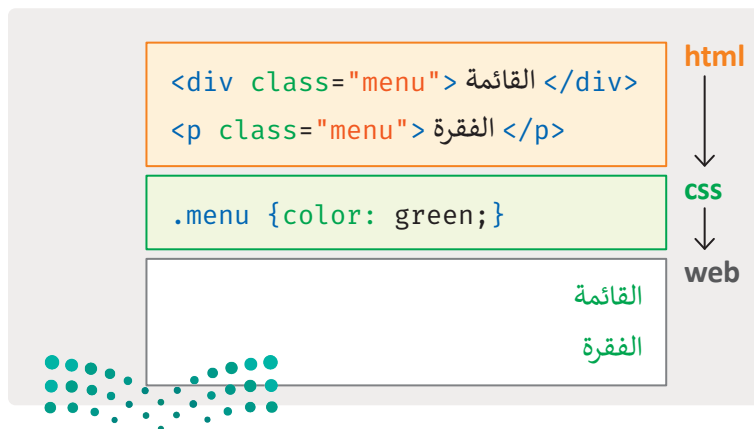 html
<div class="menu"> القائمة </div>
<p class="menu"> الفقرة </p>
css
.menu {color: green;}
web
القائمة
الفقرة